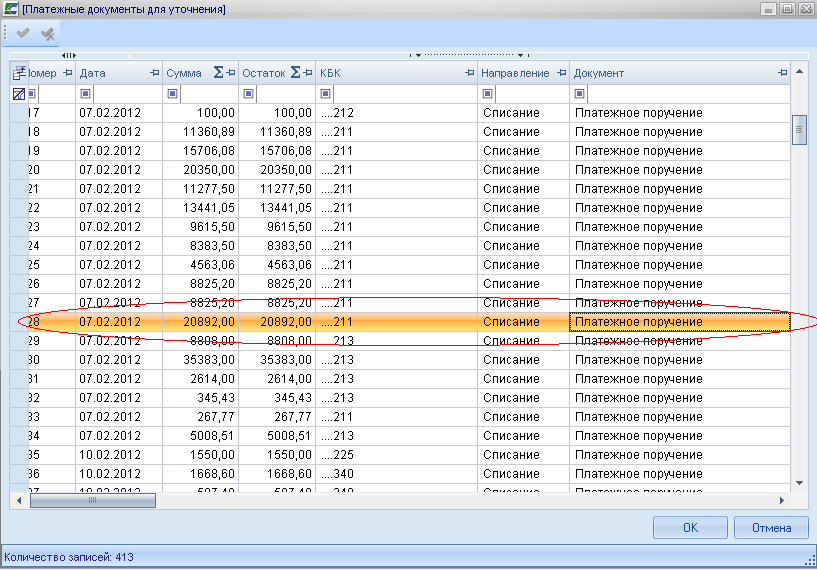 [Платежные документы для уточнения]
Номер Дата Сумма Σ Остаток Σ КБК Направление Документ
17 07.02.2012 100,00 100,00 ....212 Списание Платежное поручение
18 07.02.2012 11360,89 11360,89 ....211 Списание Платежное поручение
19 07.02.2012 15706,08 15706,08 ....211 Списание Платежное поручение
20 07.02.2012 20350,00 20350,00 ....211 Списание Платежное поручение
21 07.02.2012 11277,50 11277,50 ....211 Списание Платежное поручение
22 07.02.2012 13441,05 13441,05 ....211 Списание Платежное поручение
23 07.02.2012 9615,50 9615,50 ....211 Списание Платежное поручение
24 07.02.2012 8383,50 8383,50 ....211 Списание Платежное поручение
25 07.02.2012 4563,06 4563,06 ....211 Списание Платежное поручение
26 07.02.2012 8825,20 8825,20 ....211 Списание Платежное поручение
27 07.02.2012 8825,20 8825,20 ....211 Списание Платежное поручение
28 07.02.2012 20892,00 20892,00 ....211 Списание Платежное поручение
29 07.02.2012 8808,00 8808,00 ....213 Списание Платежное поручение
30 07.02.2012 35383,00 35383,00 ....213 Списание Платежное поручение
31 07.02.2012 2614,00 2614,00 ....213 Списание Платежное поручение
32 07.02.2012 345,43 345,43 ....213 Списание Платежное поручение
33 07.02.2012 267,77 267,77 ....211 Списание Платежное поручение
34 07.02.2012 5008,51 5008,51 ....213 Списание Платежное поручение
35 10.02.2012 1550,00 1550,00 ....225 Списание Платежное поручение
36 10.02.2012 1668,60 1668,60 ....340 Списание Платежное поручение
OK Отмена
Количество записей: 413